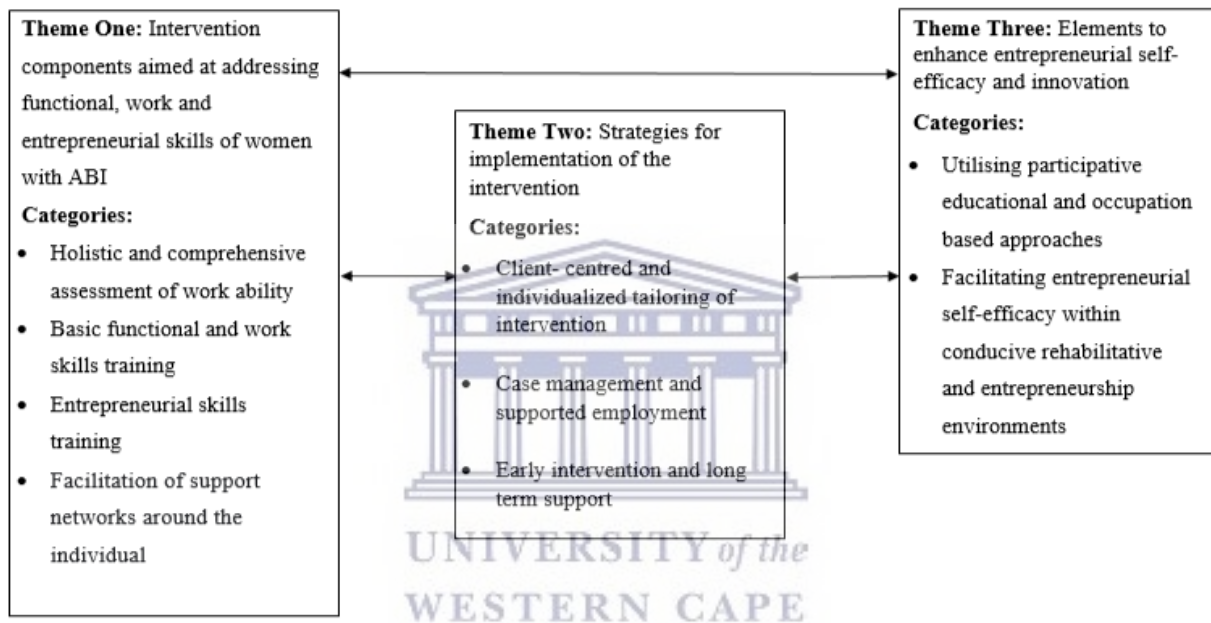 Theme One: Intervention
components aimed at addressing
functional, work and
entrepreneurial skills of women
with ABI
Categories:
• Holistic and comprehensive
assessment of work ability
• Basic functional and work
skills training
• Entrepreneurial skills
training
• Facilitation of support
networks around the
individual
Theme Two: Strategies for
implementation of the
intervention
Categories:
• Client- centred and
individualized tailoring of
intervention
• Case management and
supported employment
• Early intervention and long
term support
Theme Three: Elements to
enhance entrepreneurial self-
efficacy and innovation
Categories:
• Utilising participative
educational and occupation
based approaches
• Facilitating entrepreneurial
self-efficacy within
conducive rehabilitative
and entrepreneurship
environments
UNIVERSITY of the
WESTERN CAPE